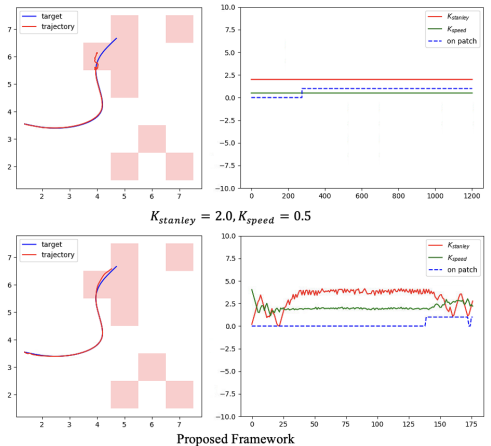 target
trajectory
7
6
5
4
3
2
2 3 4 5 6 7
10.0
7.5
5.0
2.5
0.0
-2.5
-5.0
-7.5
-10.0
K_stanley
K_speed
on patch
0 200 400 600 800 1000 1200
K_stanley = 2.0, K_speed = 0.5
target
trajectory
7
6
5
4
3
2
2 3 4 5 6 7
10.0
7.5
5.0
2.5
0.0
-2.5
-5.0
-7.5
-10.0
K_stanley
K_speed
on patch
0 25 50 75 100 125 150 175
Proposed Framework